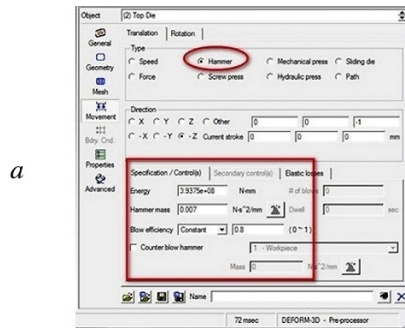 Object (2) Top Die
General
Geometry
Mesh
Movement
Bdry. Cnd.
Properties
Advanced
a
Translation Rotation
Type
Speed Hammer Mechanical press Sliding die
Force Screw press Hydraulic press Path
Direction
X Y Z Other 0 0 -1
-X -Y -Z Current stroke 0 0 0 mm
Specification / Control(s) Secondary control(s) Elastic losses
Energy 3.9375e+08 N-mm # of blows 0
Hammer mass 0.007 N-s^2/mm Dwell 0 sec
Blow efficiency Constant 0.8 (0 ~ 1)
Counter blow hammer 1 - Workpiece
Mass 0 N-s^2/mm
Name
72 msec DEFORM-3D - Pre-processor